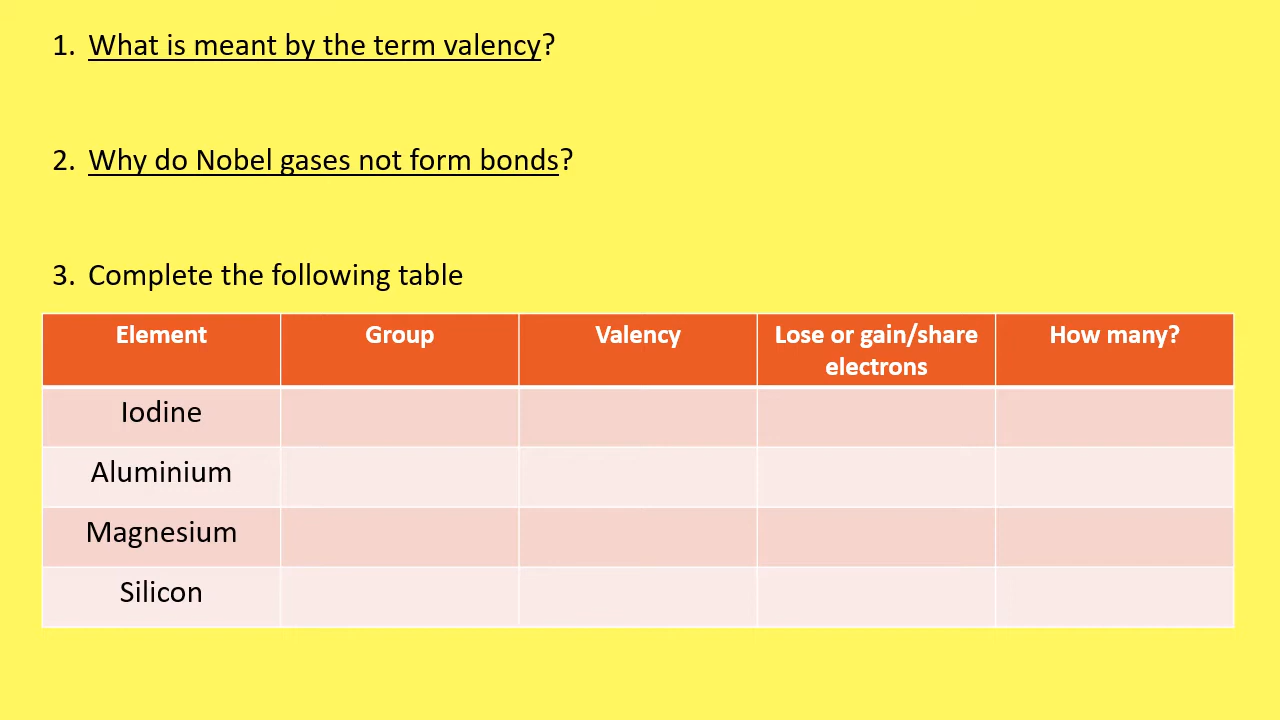 1. What is meant by the term valency?
2. Why do Nobel gases not form bonds?
3. Complete the following table
Element Group Valency Lose or gain/share How many?
electrons
Iodine
Aluminium
Magnesium
Silicon